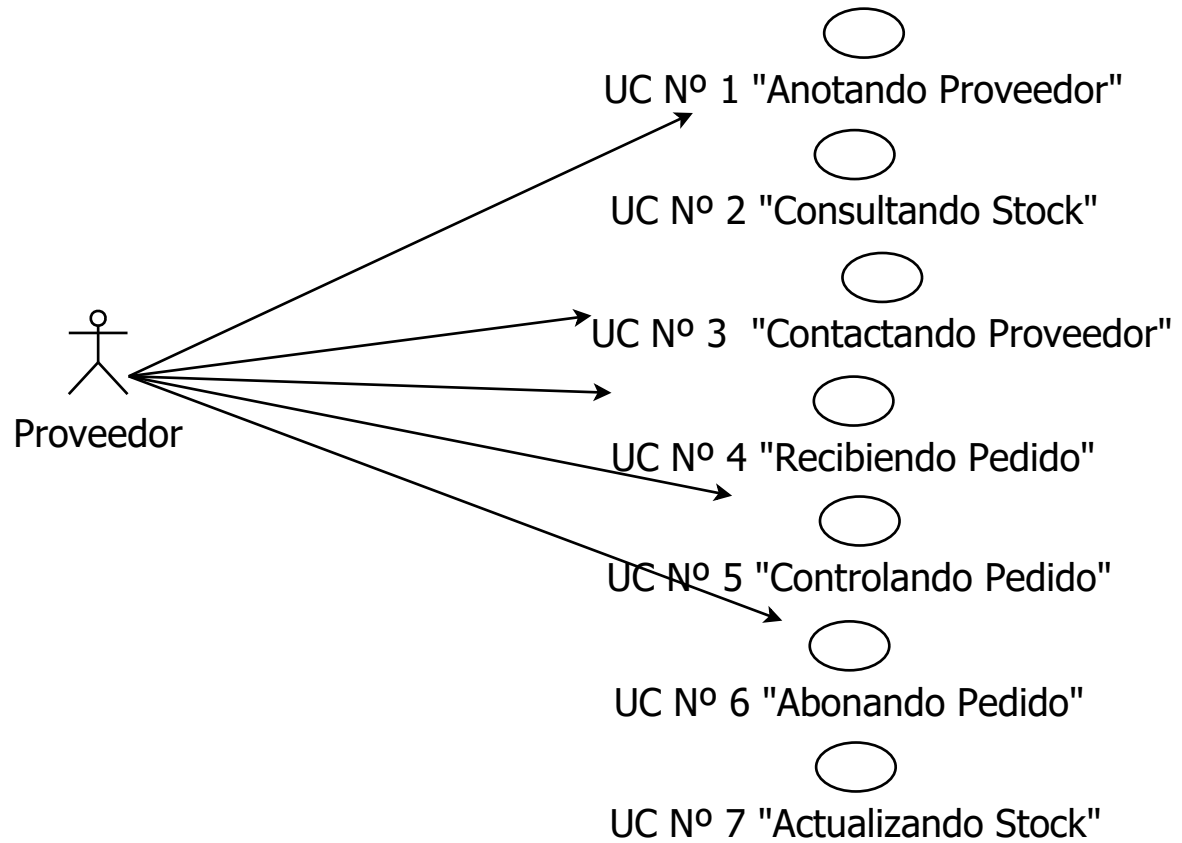 UC Nº 1 "Anotando Proveedor"
UC Nº 2 "Consultando Stock"
UC Nº 3  "Contactando Proveedor"
Proveedor
UC Nº 4 "Recibiendo Pedido"
UC Nº 5 "Controlando Pedido"
UC Nº 6 "Abonando Pedido"
UC Nº 7 "Actualizando Stock"